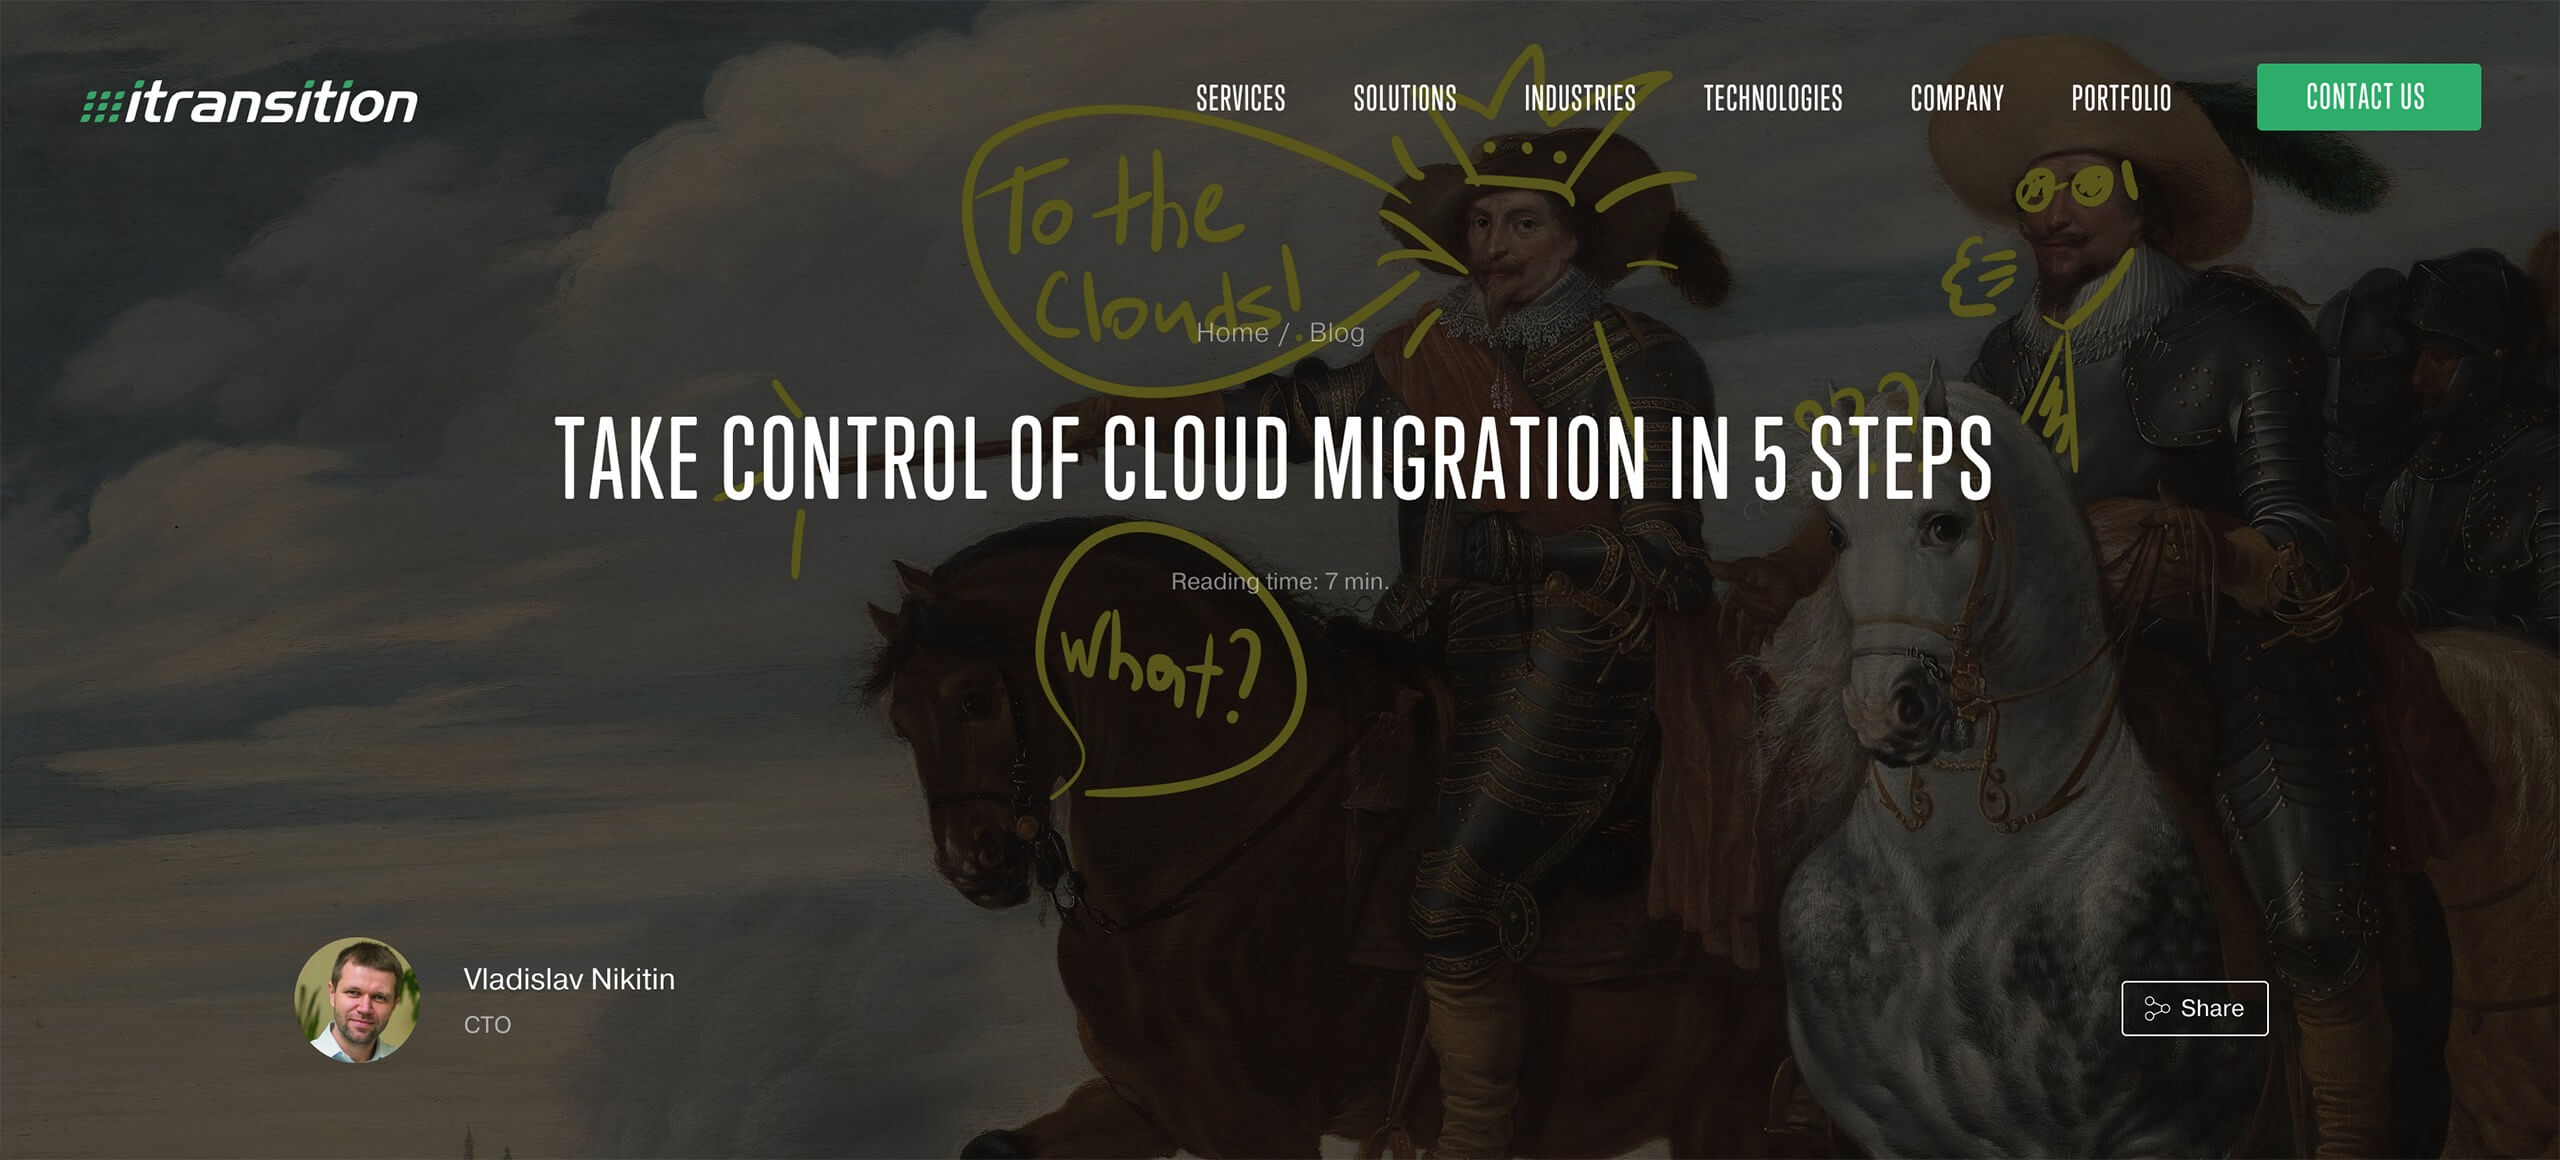 itransition
SERVICES
SOLUTIONS
INDUSTRIES
TECHNOLOGIES
COMPANY
PORTFOLIO
CONTACT US
To the
Clouds!
Home / Blog
???
TAKE CONTROL OF CLOUD MIGRATION IN 5 STEPS
Reading time: 7 min.
What?
Vladislav Nikitin
CTO
Share